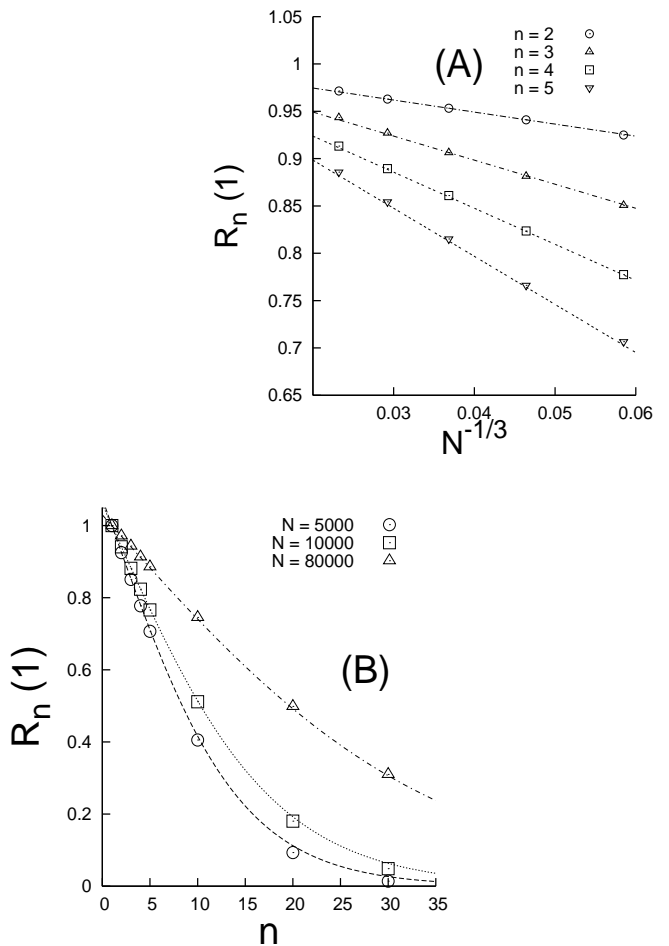 1.05
1
0.95
0.9
0.85
0.8
0.75
0.7
0.65
R_n (1)
(A)
n = 2
n = 3
n = 4
n = 5
0.03 0.04 0.05 0.06
N^{-1/3}
1
0.8
0.6
0.4
0.2
0
R_n (1)
N = 5000
N = 10000
N = 80000
(B)
0 5 10 15 20 25 30 35
n